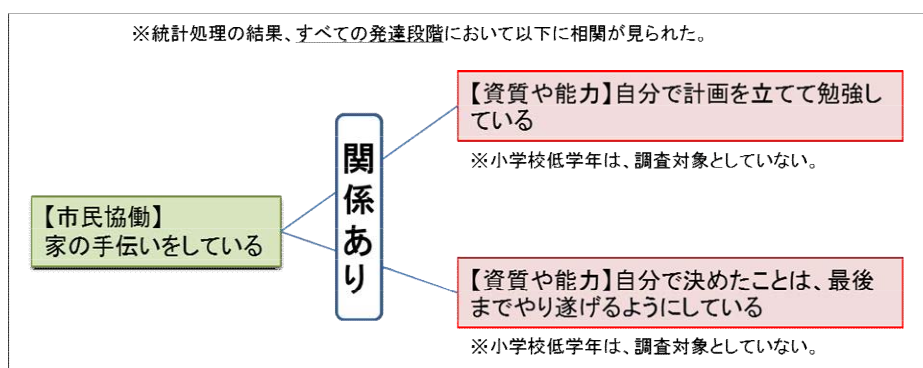 ※統計処理の結果、すべての発達段階において以下に相関が見られた。
【資質や能力】自分で計画を立てて勉強し
ている
※小学校低学年は、調査対象としていない。
関係あり
【市民協働】
家の手伝いをしている
【資質や能力】自分で決めたことは、最後
までやり遂げるようにしている
※小学校低学年は、調査対象としていない。